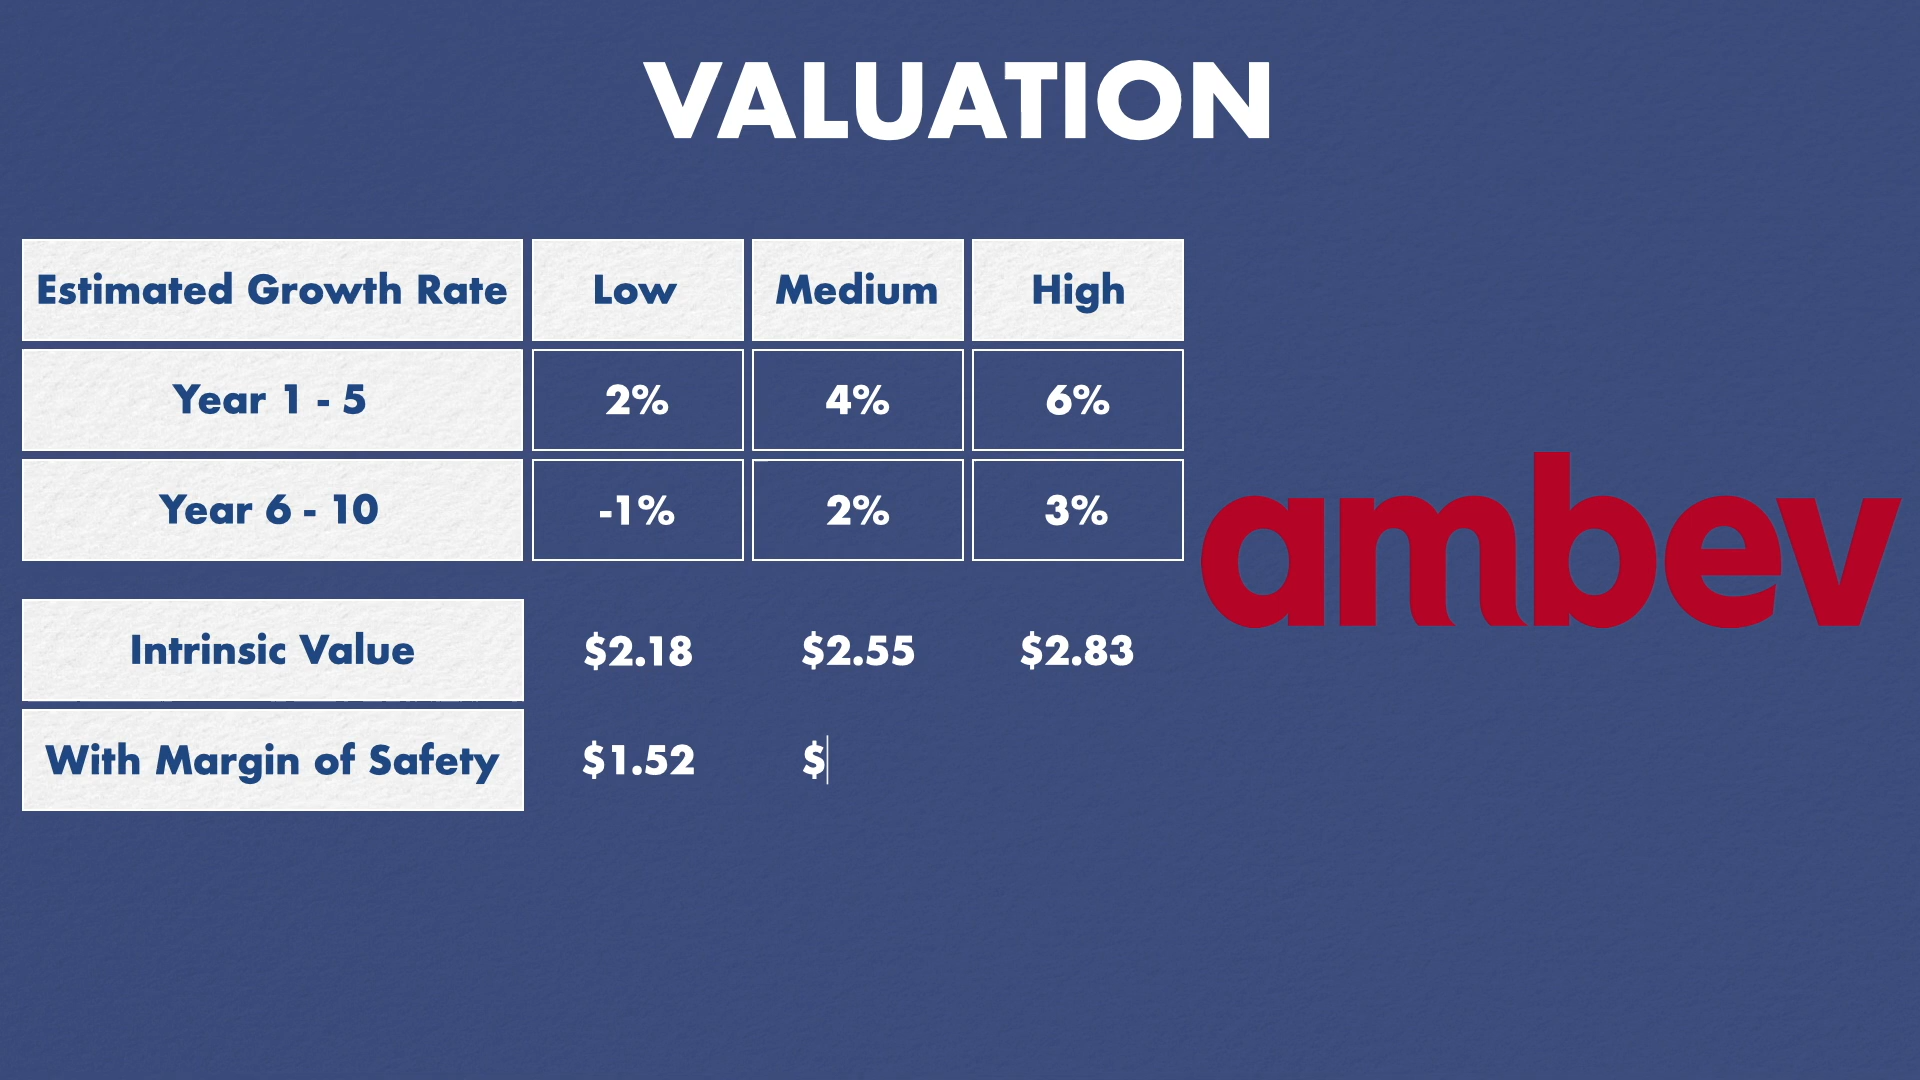 VALUATION
Estimated Growth Rate Low Medium High
Year 1 - 5 2% 4% 6%
Year 6 - 10 -1% 2% 3%
ambev
Intrinsic Value $2.18 $2.55 $2.83
With Margin of Safety $1.52 $